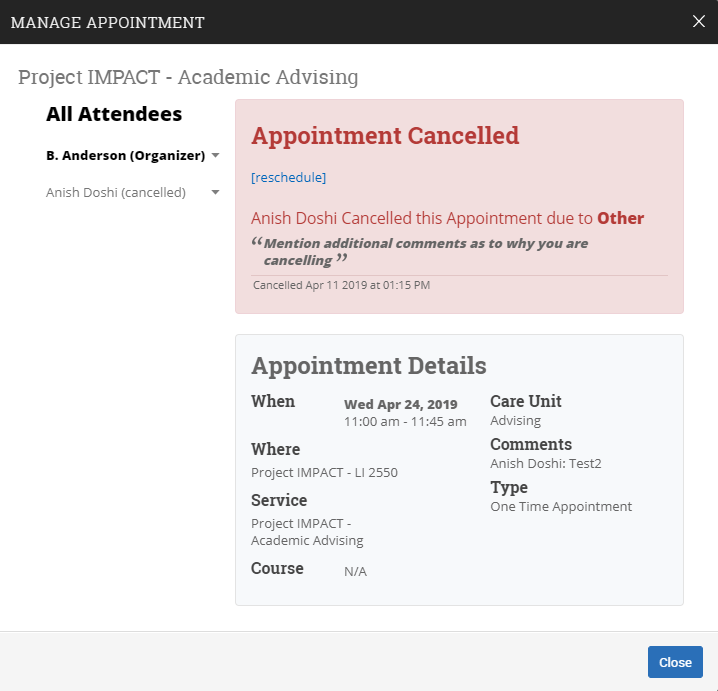 MANAGE APPOINTMENT
Project IMPACT - Academic Advising
All Attendees
B. Anderson (Organizer)
Anish Doshi (cancelled)
Appointment Cancelled
[reschedule]
Anish Doshi Cancelled this Appointment due to Other
“Mention additional comments as to why you are
cancelling ”
Cancelled Apr 11 2019 at 01:15 PM
Appointment Details
When
Wed Apr 24, 2019
11:00 am - 11:45 am
Where
Project IMPACT - LI 2550
Service
Project IMPACT -
Academic Advising
Course
N/A
Care Unit
Advising
Comments
Anish Doshi: Test2
Type
One Time Appointment
Close